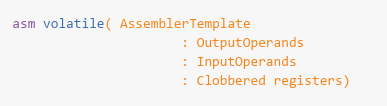 asm volatile( AssemblerTemplate
: OutputOperands
: InputOperands
: Clobbered registers)